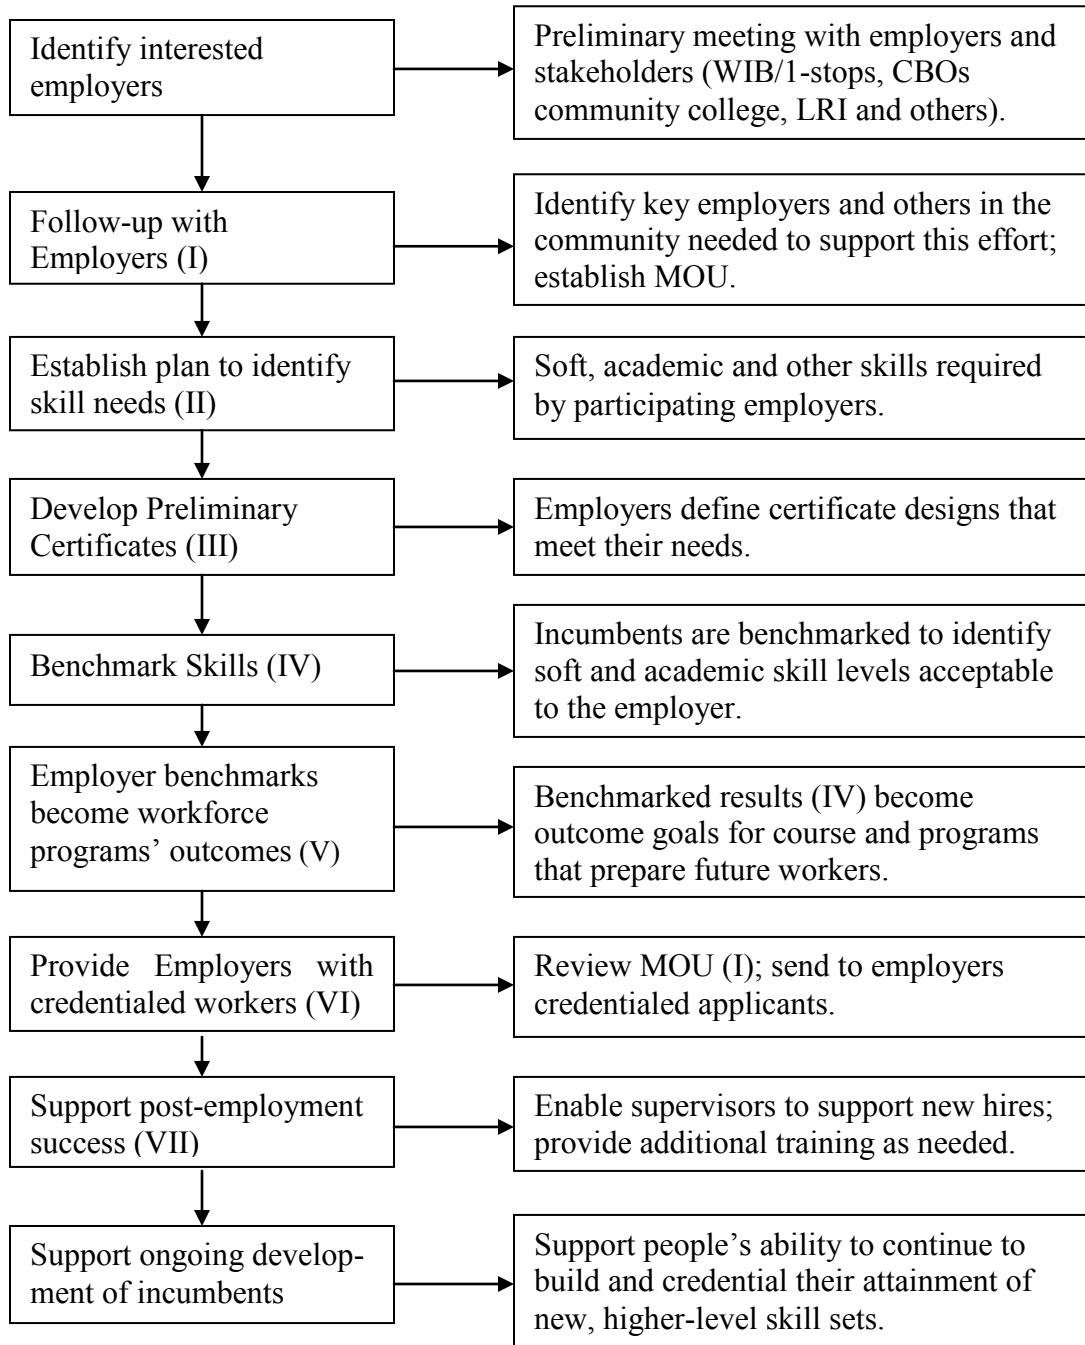 Identify interested
employers
Preliminary meeting with employers and
stakeholders (WIB/1-stops, CBOs
community college, LRI and others).
Follow-up with
Employers (I)
Identify key employers and others in the
community needed to support this effort;
establish MOU.
Establish plan to identify
skill needs (II)
Soft, academic and other skills required
by participating employers.
Develop Preliminary
Certificates (III)
Employers define certificate designs that
meet their needs.
Benchmark Skills (IV)
Incumbents are benchmarked to identify
soft and academic skill levels acceptable
to the employer.
Employer benchmarks
become workforce
programs’ outcomes (V)
Benchmarked results (IV) become
outcome goals for course and programs
that prepare future workers.
Provide Employers with
credentialed workers (VI)
Review MOU (I); send to employers
credentialed applicants.
Support post-employment
success (VII)
Enable supervisors to support new hires;
provide additional training as needed.
Support ongoing develop-
ment of incumbents
Support people’s ability to continue to
build and credential their attainment of
new, higher-level skill sets.